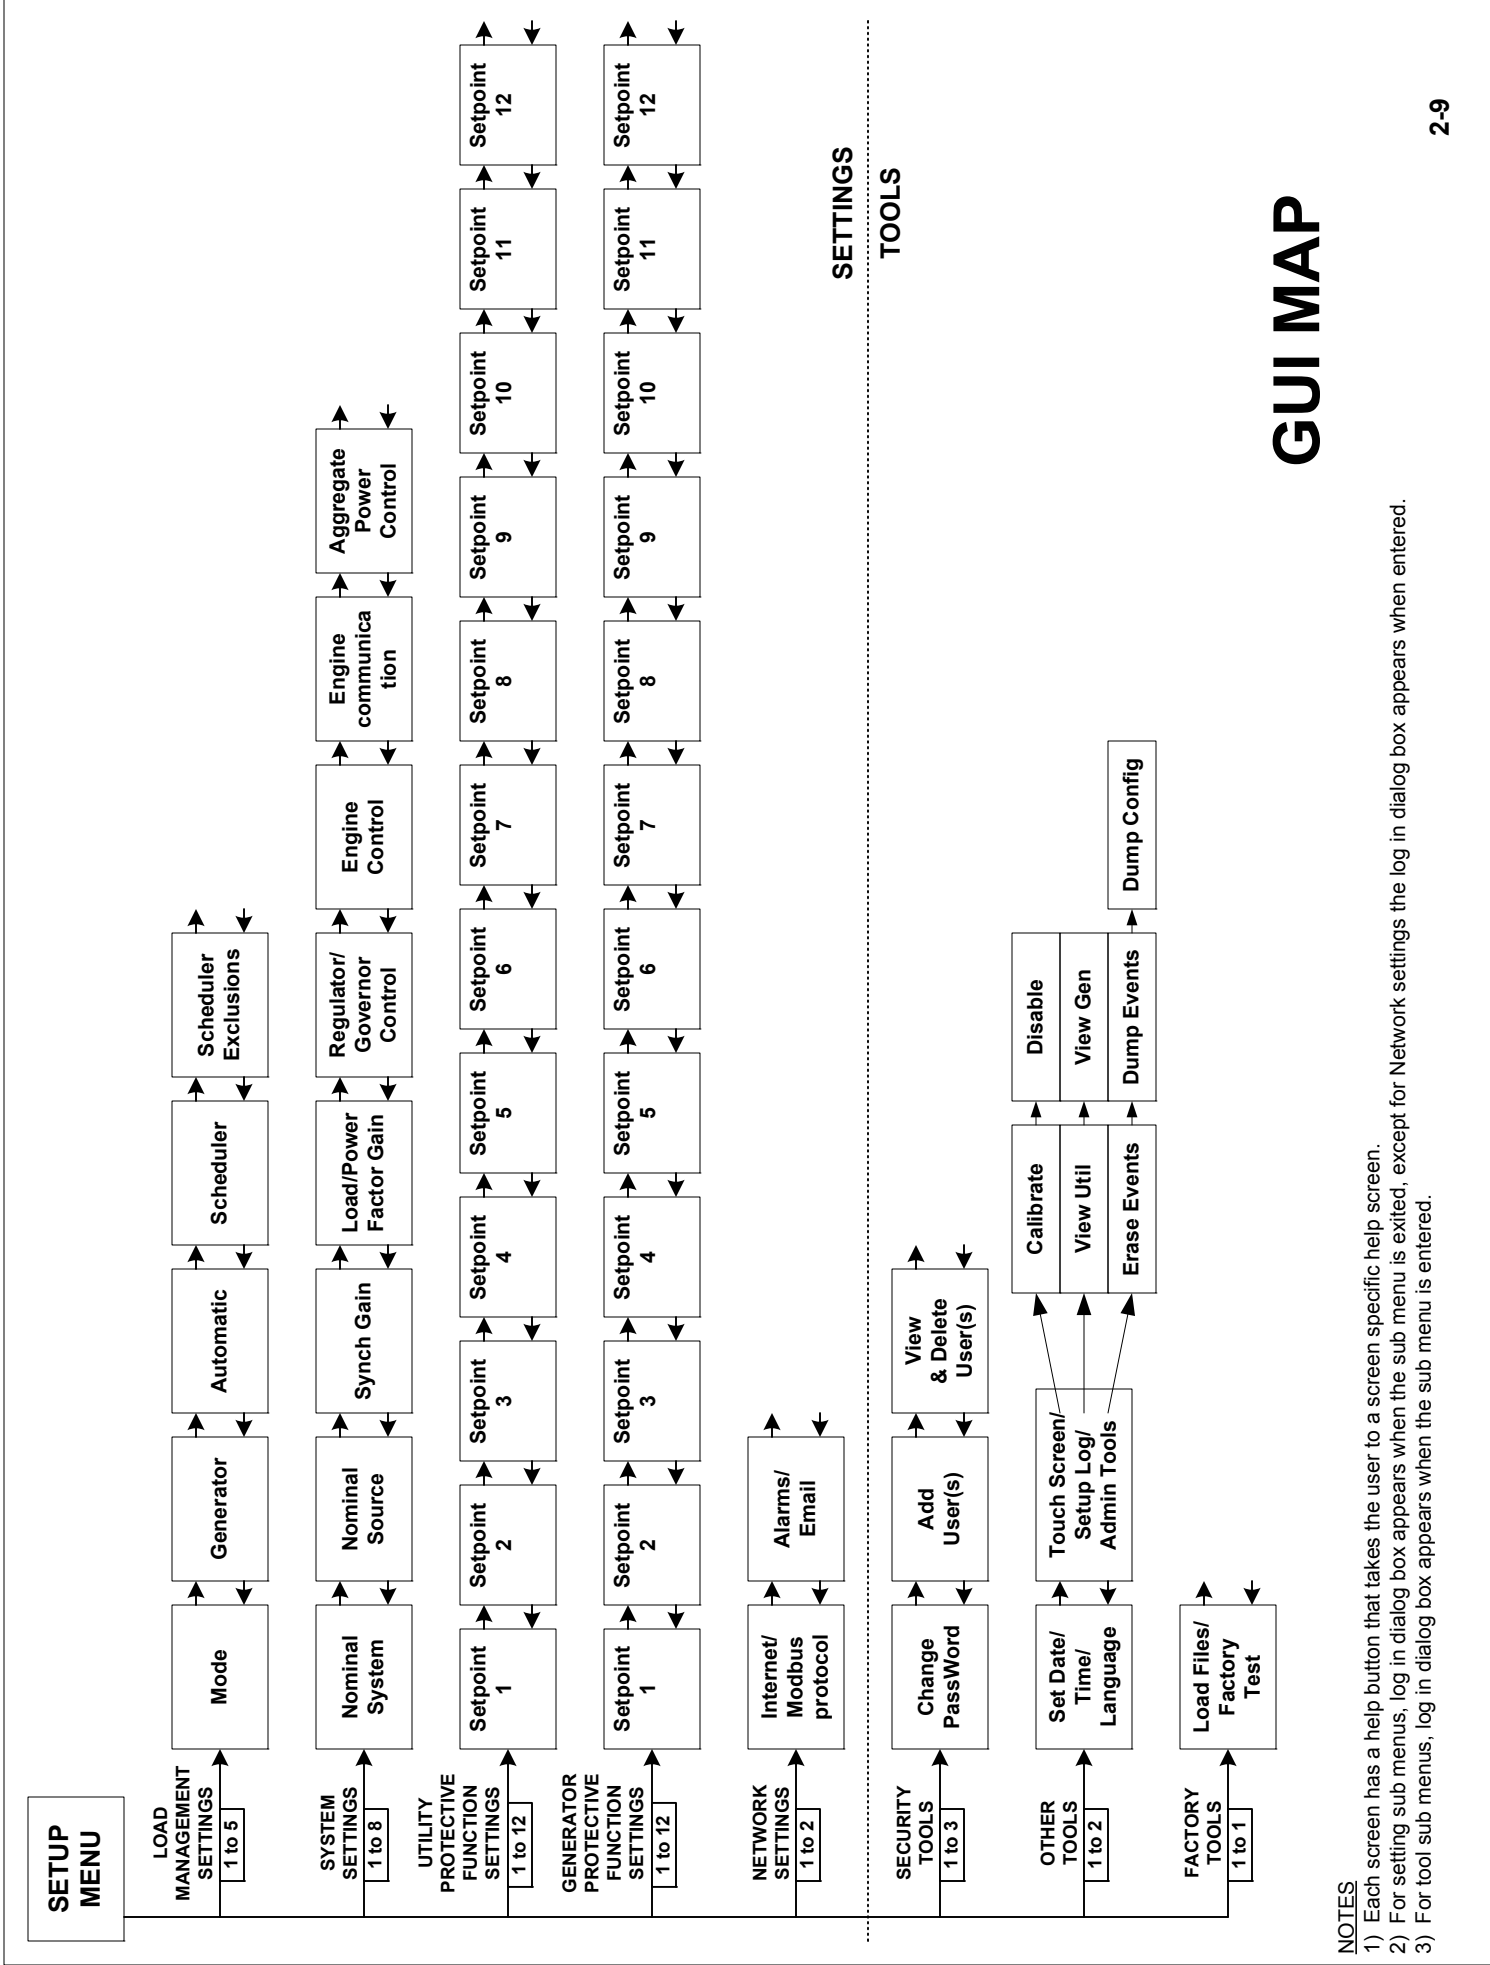 SETUP
MENU
LOAD
MANAGEMENT
SETTINGS
1 to 5
Mode
Generator
Automatic
Scheduler
Scheduler
Exclusions
SYSTEM
SETTINGS
1 to 8
Nominal
System
Nominal
Source
Synch Gain
Load/Power
Factor Gain
Regulator/
Governor
Control
Engine
Control
Engine
communica
tion
Aggregate
Power
Control
UTILITY
PROTECTIVE
FUNCTION
SETTINGS
1 to 12
Setpoint
1
Setpoint
2
Setpoint
3
Setpoint
4
Setpoint
5
Setpoint
6
Setpoint
7
Setpoint
8
Setpoint
9
Setpoint
10
Setpoint
11
Setpoint
12
GENERATOR
PROTECTIVE
FUNCTION
SETTINGS
1 to 12
Setpoint
1
Setpoint
2
Setpoint
3
Setpoint
4
Setpoint
5
Setpoint
6
Setpoint
7
Setpoint
8
Setpoint
9
Setpoint
10
Setpoint
11
Setpoint
12
NETWORK
SETTINGS
1 to 2
Internet/
Modbus
protocol
Alarms/
Email
SETTINGS
TOOLS
SECURITY
TOOLS
1 to 3
Change
PassWord
Add
User(s)
View
& Delete
User(s)
OTHER
TOOLS
1 to 2
Set Date/
Time/
Language
Touch Screen/
Setup Log/
Admin Tools
Calibrate
Disable
View Util
View Gen
Erase Events
Dump Events
Dump Config
FACTORY
TOOLS
1 to 1
Load Files/
Factory
Test
GUI MAP
NOTES
1) Each screen has a help button that takes the user to a screen specific help screen.
2) For setting sub menus, log in dialog box appears when the sub menu is exited, except for Network settings the log in dialog box appears when entered.
3) For tool sub menus, log in dialog box appears when the sub menu is entered.
2-9